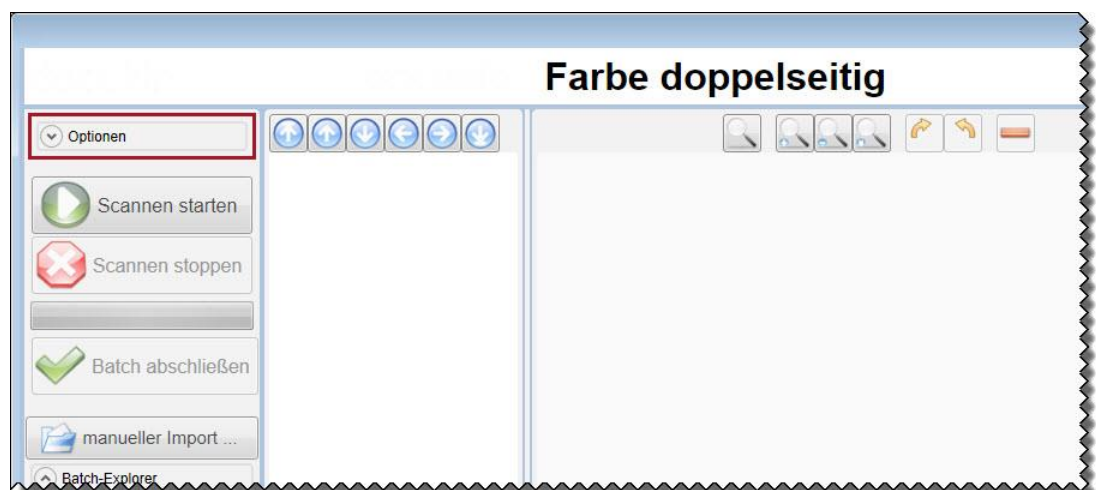 Farbe doppelseitig
Optionen
Scannen starten
Scannen stoppen
Batch abschließen
manueller Import ...
Batch-Explorer